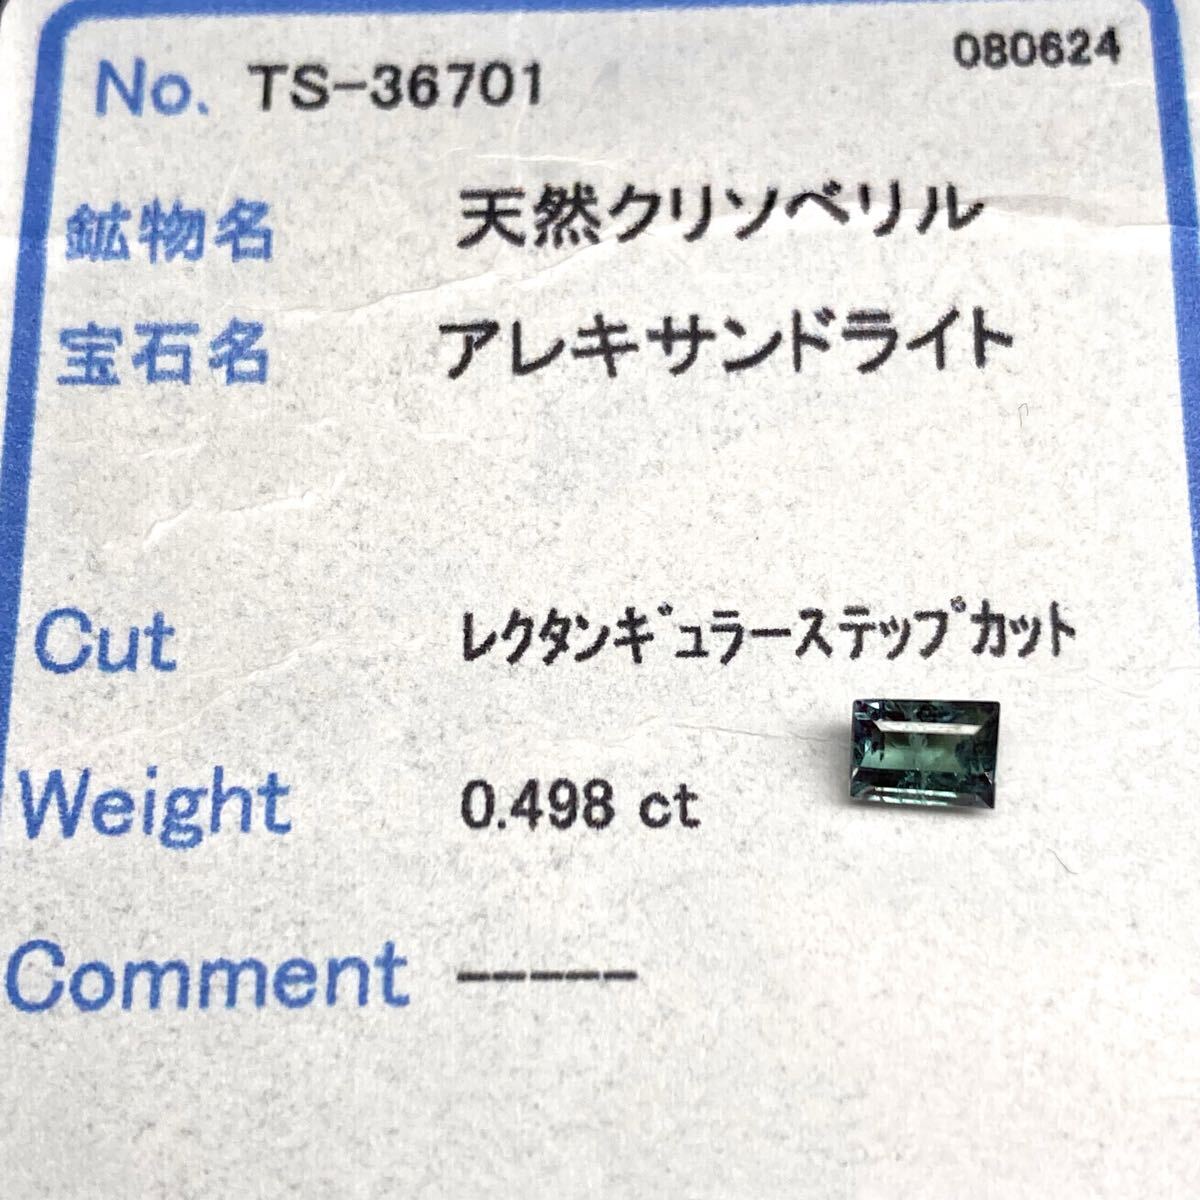 080624
No. TS-36701
鉱物名 天然クリソベリル
宝石名 アレキサンドライト
Cut ﾚｸﾀﾝｷﾞｭﾗｰｽﾃｯﾌﾟｶｯﾄ
Weight 0.498 ct
Comment -----